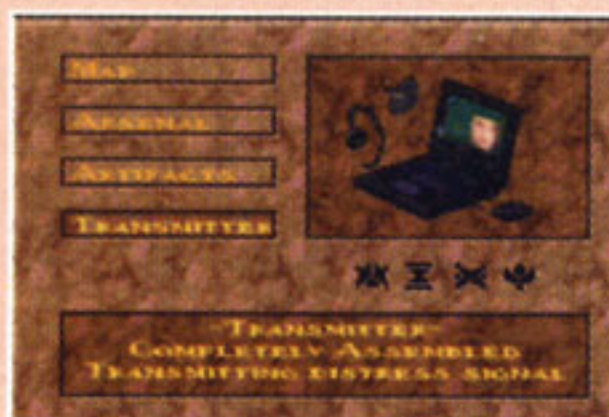 MAP
ARSENAL
ARTIFACTS
TRANSMITTER
-TRANSMITTER-
COMPLETELY ASSEMBLED
TRANSMITTING DISTRESS SIGNAL